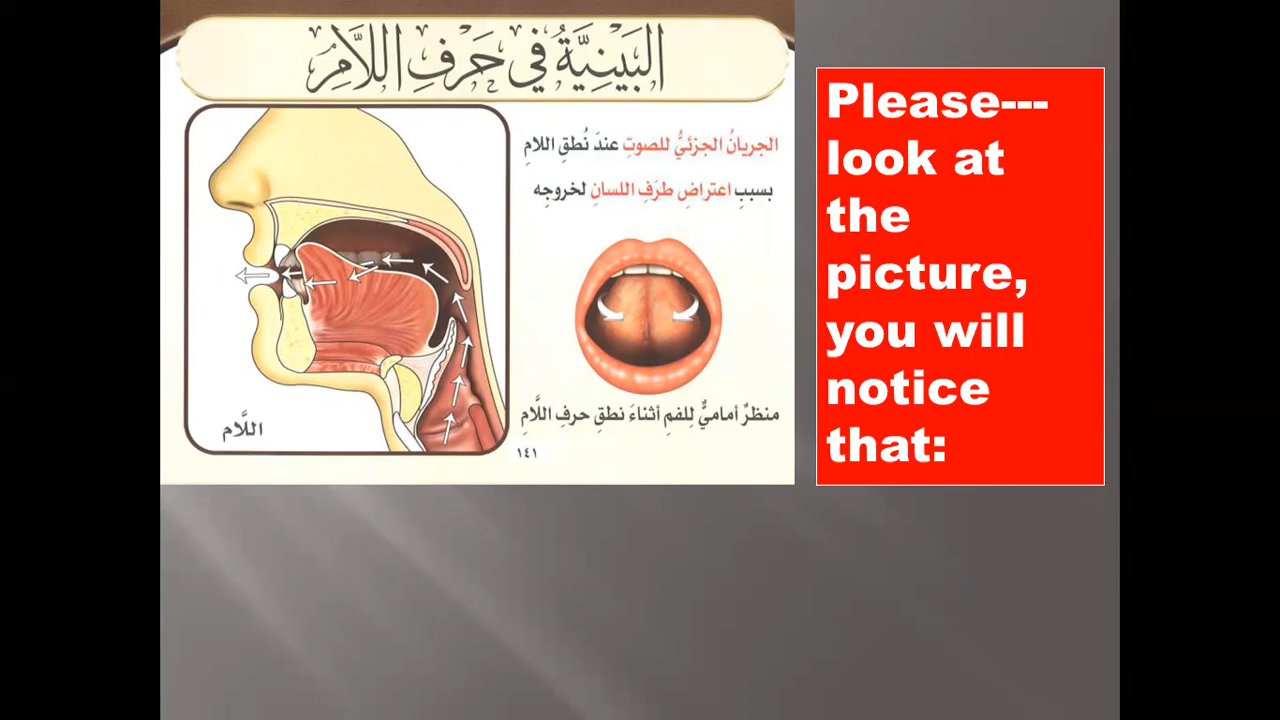 البَيْنِيَّةُ فِي حَرْفِ اللَّامِ
الجريانُ الجزئيُّ للصوتِ عندَ نُطقِ اللامِ
بسببِ اعتراضِ طرَفِ اللسانِ لخروجِه
منظرٌ أماميٌّ لِلفمِ أثناءَ نطقِ حرفِ اللَّامِ
اللَّام
١٤١
Please---
look at
the
picture,
you will
notice
that: